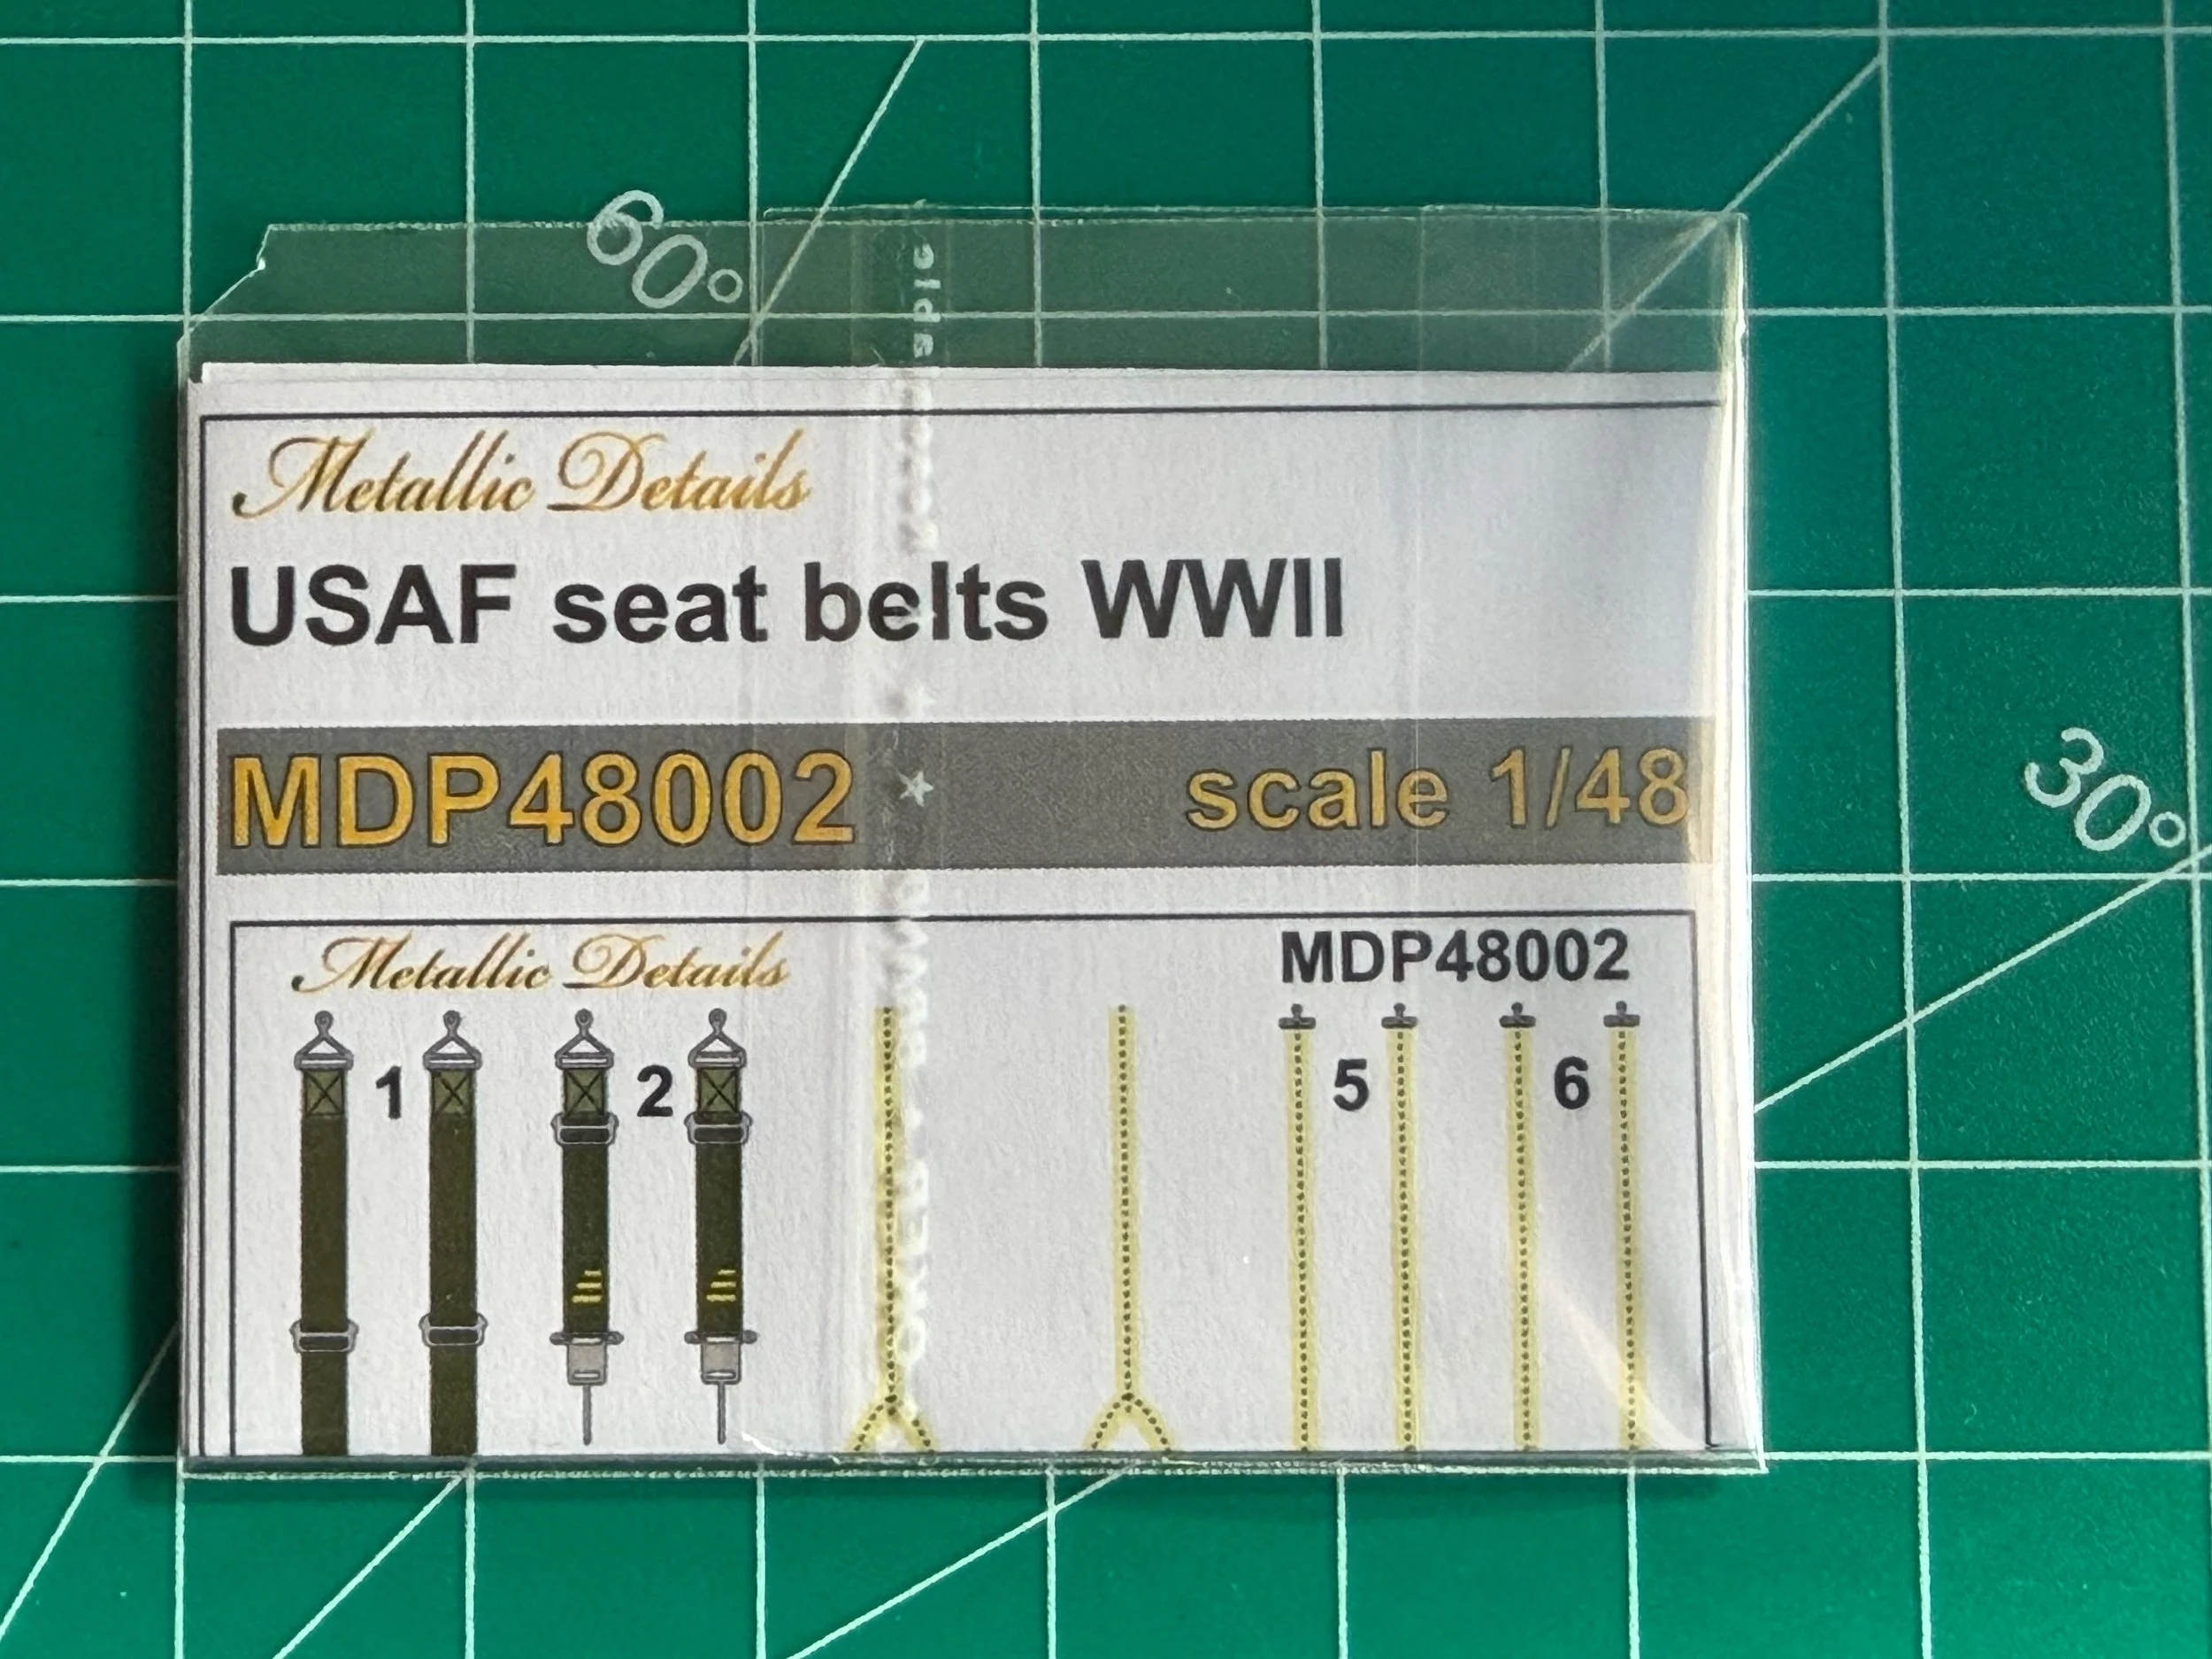 60°
Metallic Details
USAF seat belts WWII
MDP48002 scale 1/48
30°
Metallic Details MDP48002
1 2 5 6